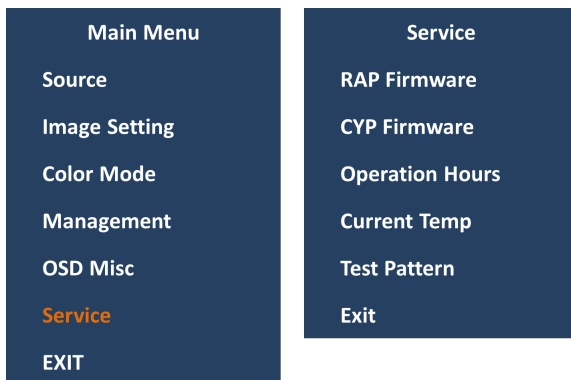 Main Menu
Source
Image Setting
Color Mode
Management
OSD Misc
Service
EXIT
Service
RAP Firmware
CYP Firmware
Operation Hours
Current Temp
Test Pattern
Exit